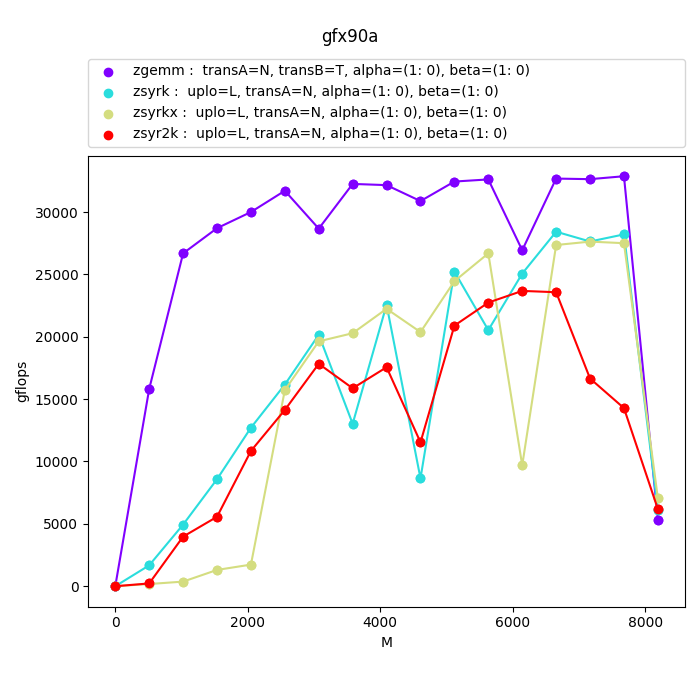 gfx90a
zgemm :  transA=N, transB=T, alpha=(1: 0), beta=(1: 0)
zsyrk :  uplo=L, transA=N, alpha=(1: 0), beta=(1: 0)
zsyrkx :  uplo=L, transA=N, alpha=(1: 0), beta=(1: 0)
zsyr2k :  uplo=L, transA=N, alpha=(1: 0), beta=(1: 0)
30000
25000
20000
15000
10000
5000
0
gflops
0 2000 4000 6000 8000
M